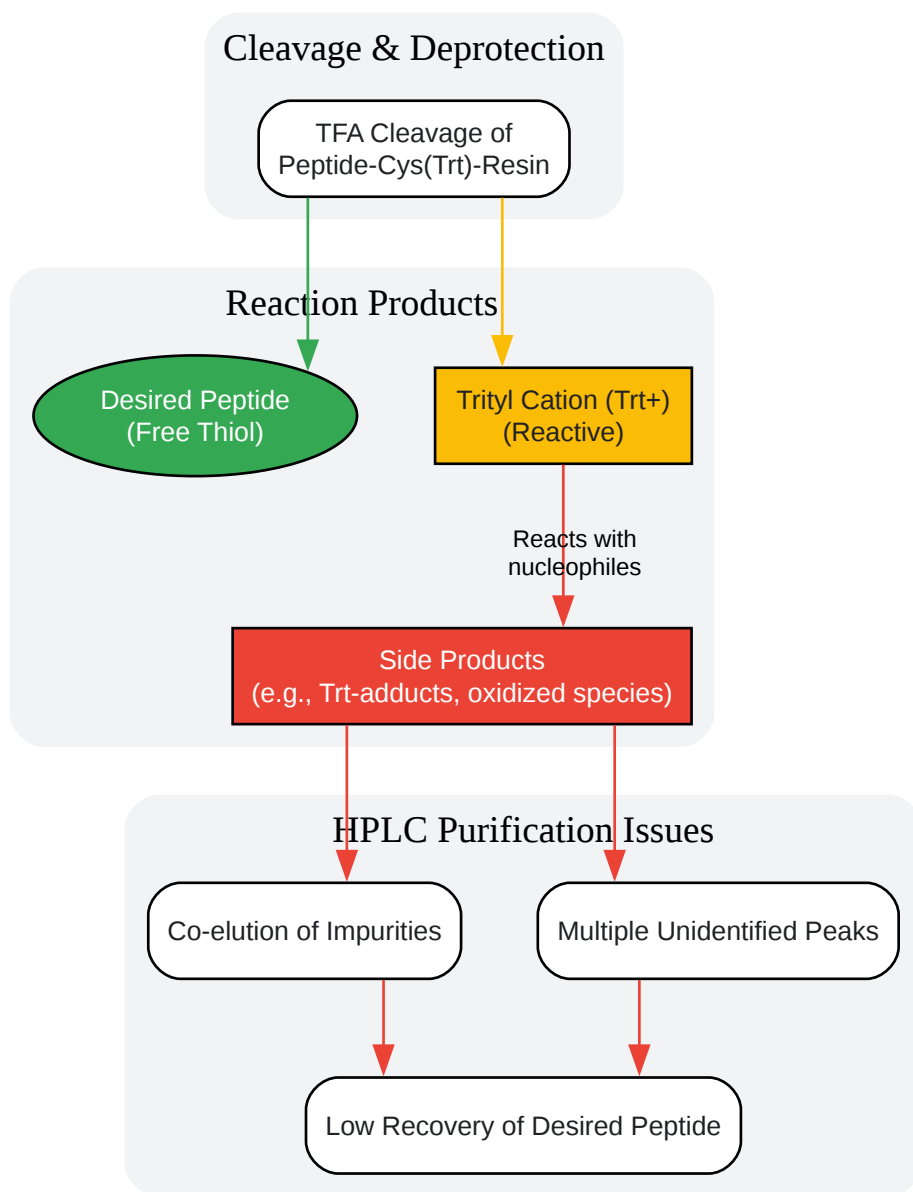 Cleavage & Deprotection
TFA Cleavage of
Peptide-Cys(Trt)-Resin
Reaction Products
Desired Peptide
(Free Thiol)
Trityl Cation (Trt+)
(Reactive)
Reacts with
nucleophiles
Side Products
(e.g., Trt-adducts, oxidized species)
HPLC Purification Issues
Co-elution of Impurities
Multiple Unidentified Peaks
Low Recovery of Desired Peptide